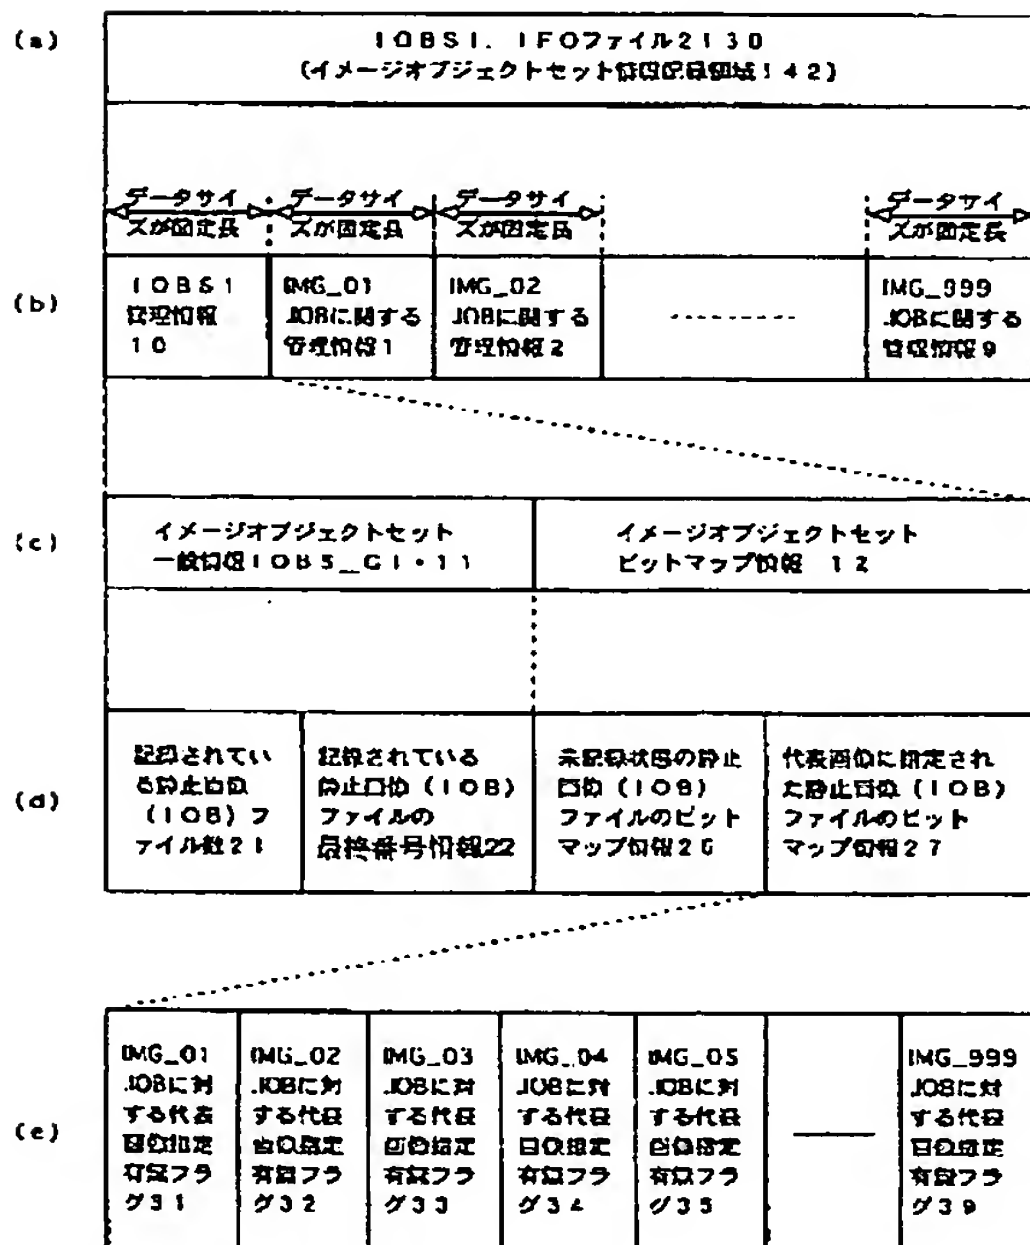 (a)
IOBSI. IFOファイル2130
(イメージオブジェクトセット情報記録領域142)
データサイ
ズが固定長
データサイ
ズが固定長
データサイ
ズが固定長
データサイ
ズが固定長
(b)
IOBSI
管理情報
10
IMG_01
.IOBに関する
管理情報1
IMG_02
.IOBに関する
管理情報2
IMG_999
.IOBに関する
管理情報9
(c)
イメージオブジェクトセット
一般情報IOBS_GI・11
イメージオブジェクトセット
ビットマップ情報 12
(d)
記録されてい
る静止画像
(IOB)フ
ァイル数21
記録されている
静止画像(IOB)
ファイルの
最終番号情報22
未記録状態の静止
画像(IOB)
ファイルのビット
マップ情報26
代表画像に指定され
た静止画像(IOB)
ファイルのビット
マップ情報27
(e)
IMG_01
.IOBに対
する代表
画像指定
有無フラ
グ31
IMG_02
.IOBに対
する代表
画像指定
有無フラ
グ32
IMG_03
.IOBに対
する代表
画像指定
有無フラ
グ33
IMG_04
.IOBに対
する代表
画像指定
有無フラ
グ34
IMG_05
.IOBに対
する代表
画像指定
有無フラ
グ35
IMG_999
.IOBに対
する代表
画像指定
有無フラ
グ39